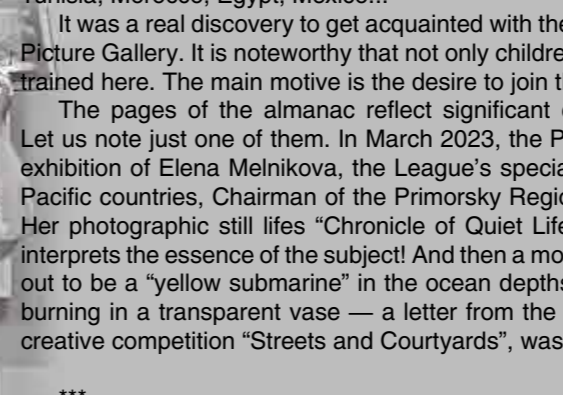 Tunisia, Morocco, Egypt, Mexico...
It was a real discovery to get acquainted with the
Picture Gallery. It is noteworthy that not only childre
trained here. The main motive is the desire to join t
The pages of the almanac reflect significant
Let us note just one of them. In March 2023, the P
exhibition of Elena Melnikova, the League's specia
Pacific countries, Chairman of the Primorsky Regio
Her photographic still lifes “Chronicle of Quiet Life
interprets the essence of the subject! And then a mo
out to be a “yellow submarine” in the ocean depths
burning in a transparent vase — a letter from the
creative competition “Streets and Courtyards”, was
***